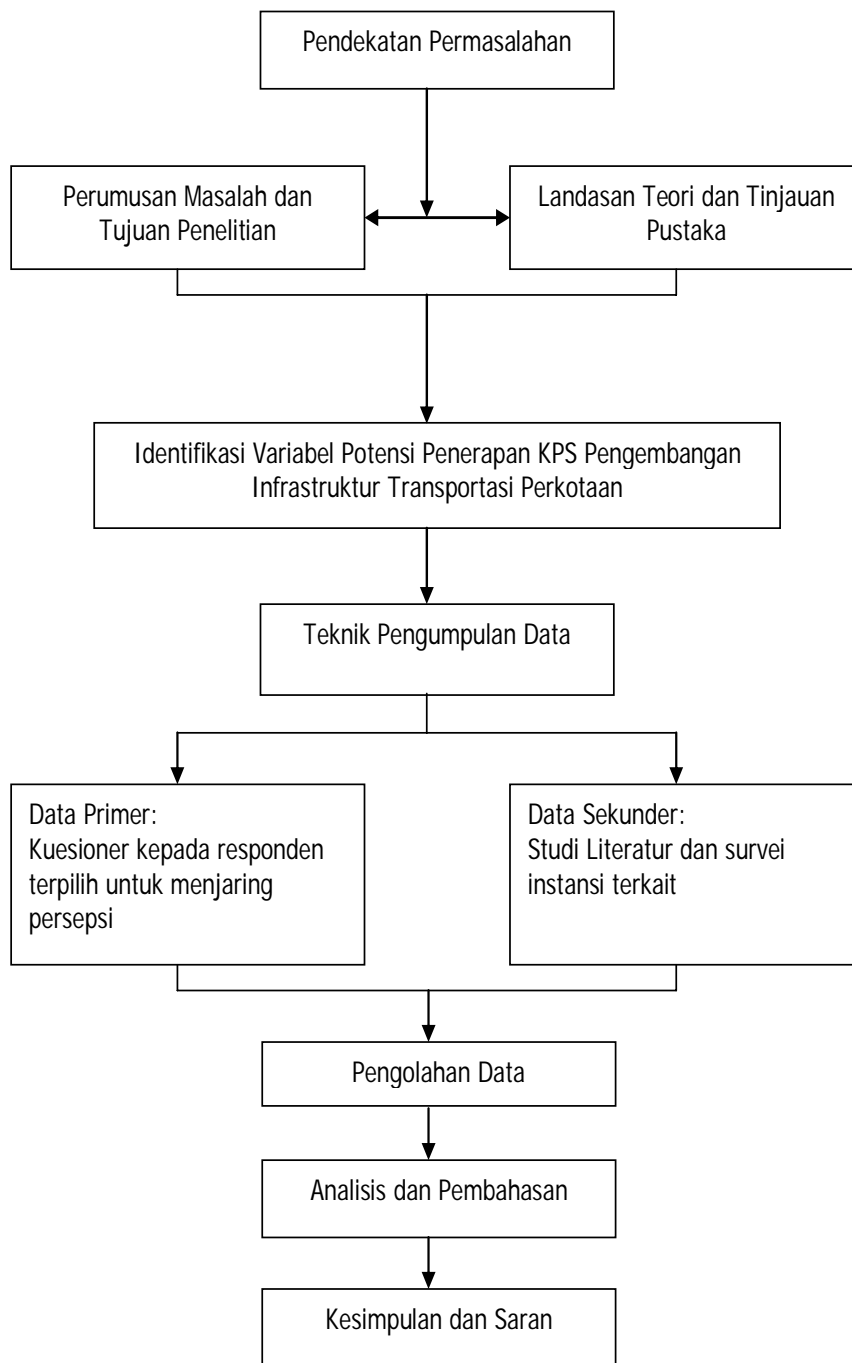 Pendekatan Permasalahan
Perumusan Masalah dan
Tujuan Penelitian
Landasan Teori dan Tinjauan
Pustaka
Identifikasi Variabel Potensi Penerapan KPS Pengembangan
Infrastruktur Transportasi Perkotaan
Teknik Pengumpulan Data
Data Primer:
Kuesioner kepada responden
terpilih untuk menjaring
persepsi
Data Sekunder:
Studi Literatur dan survei
instansi terkait
Pengolahan Data
Analisis dan Pembahasan
Kesimpulan dan Saran